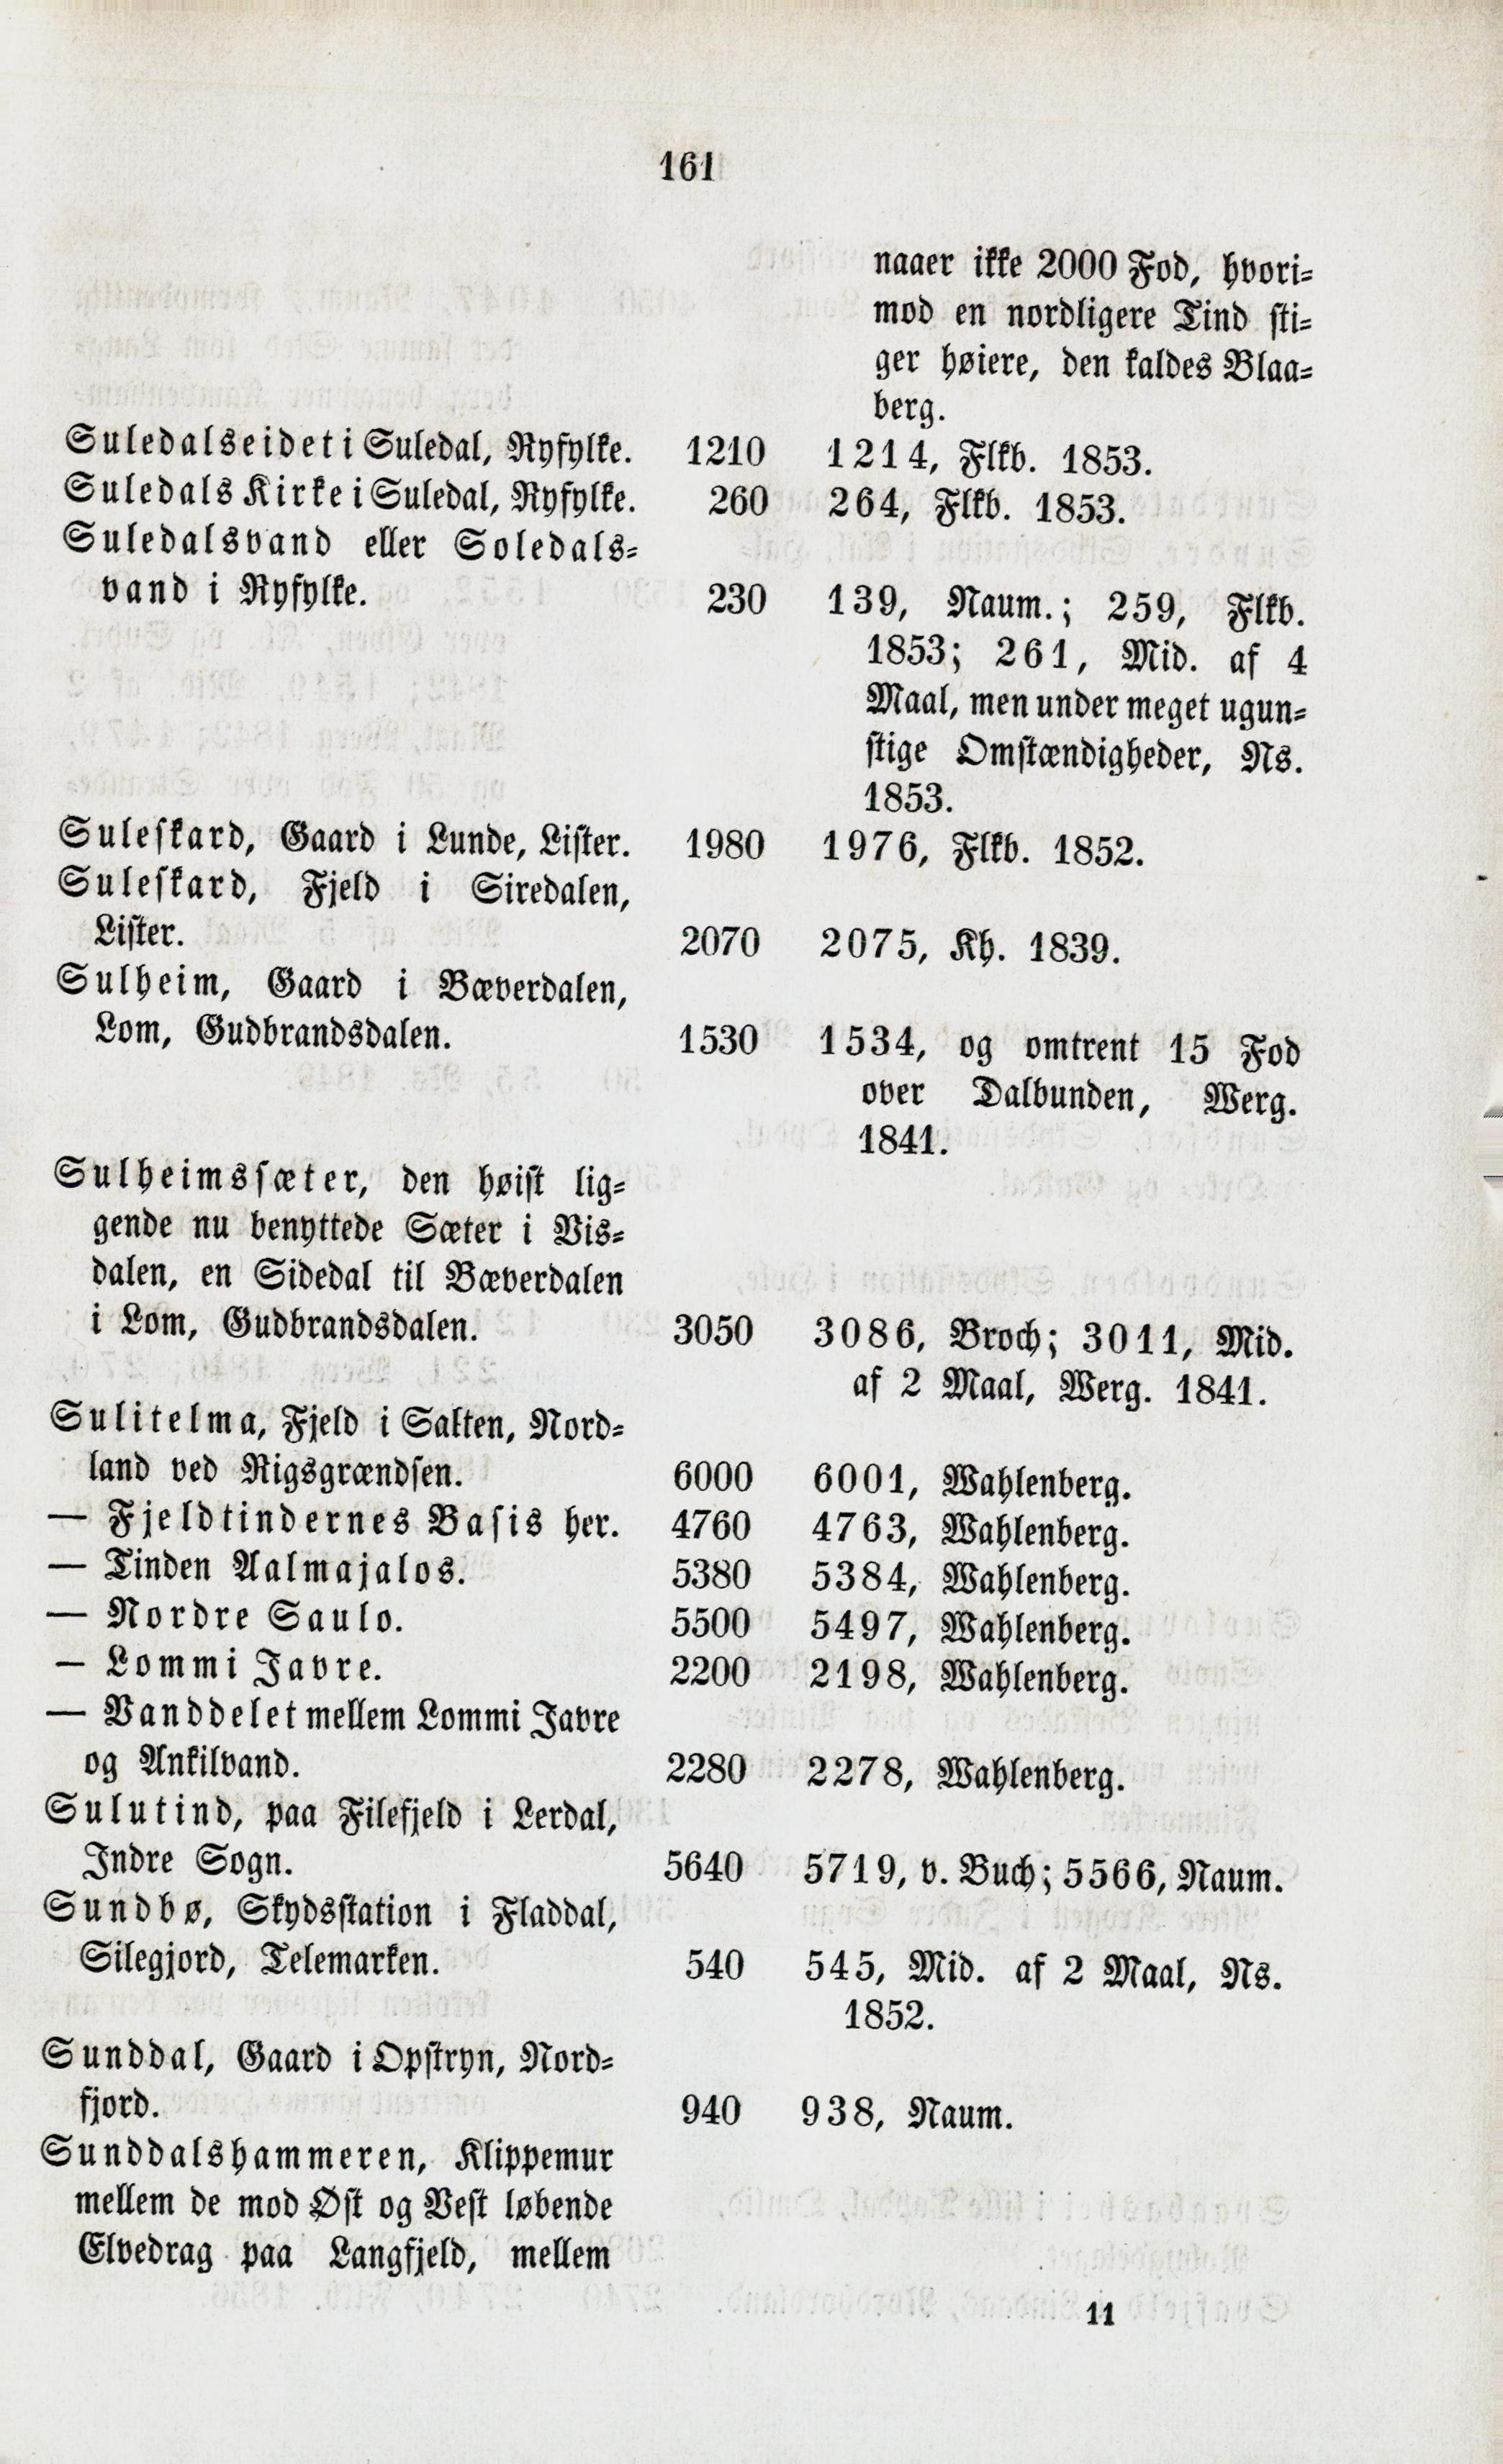 161
naaer ikke 2000 Fod, hvori=
mod en nordligere Tind sti=
ger høiere, den kaldes Blaa=
berg.
Suledalseidet i Suledal, Ryfylke. 1210 1214, Flkb. 1853.
Suledals Kirke i Suledal, Ryfylke. 260 264, Flkb. 1853.
Suledalsvand eller Soledals=
vand i Ryfylke. 230 139, Naum.; 259, Flkb.
1853; 261, Mid. af 4
Maal, men under meget ugun=
stige Omstændigheder, Ns.
1853.
Suleskard, Gaard i Lunde, Lister. 1980 1976, Flkb. 1852.
Suleskard, Fjeld i Siredalen,
Lister. 2070 2075, Kh. 1839.
Sulheim, Gaard i Bæverdalen,
Lom, Gudbrandsdalen. 1530 1534, og omtrent 15 Fod
over Dalbunden, Werg.
1841.
Sulheimssæter, den høist lig=
gende nu benyttede Sæter i Vis=
dalen, en Sidedal til Bæverdalen
i Lom, Gudbrandsdalen. 3050 3086, Broch; 3011, Mid.
af 2 Maal, Werg. 1841.
Sulitelma, Fjeld i Salten, Nord=
land ved Rigsgrændsen. 6000 6001, Wahlenberg.
— Fjeldtindernes Basis her. 4760 4763, Wahlenberg.
— Tinden Aalmajalos. 5380 5384, Wahlenberg.
— Nordre Saulo. 5500 5497, Wahlenberg.
— Lommi Javre. 2200 2198, Wahlenberg.
— Vanddelet mellem Lommi Javre
og Ankilvand. 2280 2278, Wahlenberg.
Sulutind, paa Filefjeld i Lerdal,
Indre Sogn. 5640 5719, v. Buch; 5566, Naum.
Sundbø, Skydsstation i Fladdal,
Silegjord, Telemarken. 540 545, Mid. af 2 Maal, Ns.
1852.
Sunddal, Gaard i Opstryn, Nord=
fjord. 940 938, Naum.
Sunddalshammeren, Klippemur
mellem de mod Øst og Vest løbende
Elvedrag paa Langfjeld, mellem
11